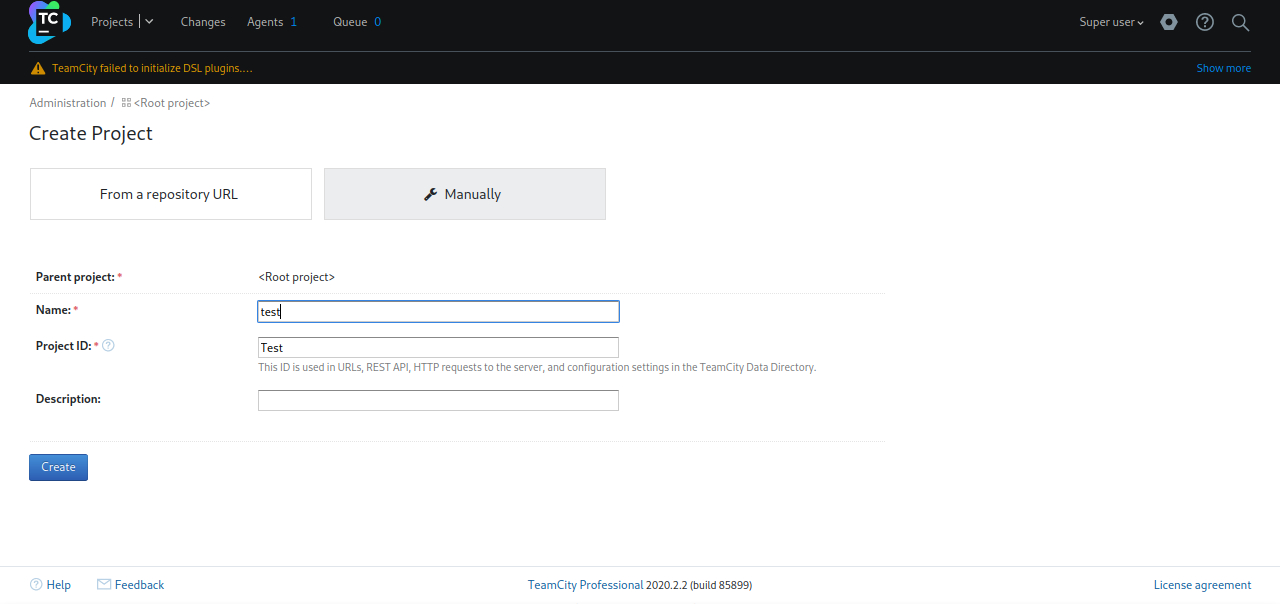 TC Projects Changes Agents 1 Queue 0 Super user
TeamCity failed to initialize DSL plugins.... Show more
Administration / <Root project>
Create Project
From a repository URL Manually
Parent project: * <Root project>
Name: * test
Project ID: * ? Test
This ID is used in URLs, REST API, HTTP requests to the server, and configuration settings in the TeamCity Data Directory.
Description:
Create
Help Feedback TeamCity Professional 2020.2.2 (build 85899) License agreement